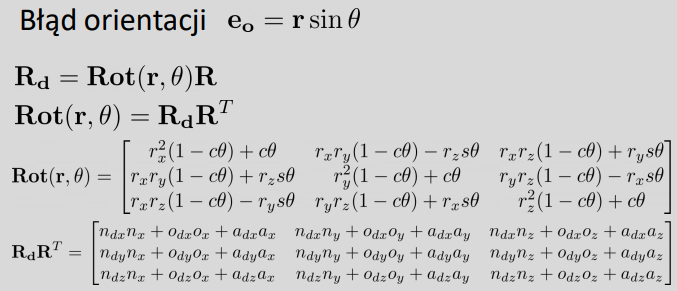 Błąd orientacji e_o = r sin θ
R_d = Rot(r, θ)R
Rot(r, θ) = R_d R^T
Rot(r, θ) = [ r_x^2(1 − cθ) + cθ    r_x r_y(1 − cθ) − r_z sθ    r_x r_z(1 − cθ) + r_y sθ
r_x r_y(1 − cθ) + r_z sθ    r_y^2(1 − cθ) + cθ    r_y r_z(1 − cθ) − r_x sθ
r_x r_z(1 − cθ) − r_y sθ    r_y r_z(1 − cθ) + r_x sθ    r_z^2(1 − cθ) + cθ ]
R_d R^T = [ n_dx n_x + o_dx o_x + a_dx a_x    n_dx n_y + o_dx o_y + a_dx a_y    n_dx n_z + o_dx o_z + a_dx a_z
n_dy n_x + o_dy o_x + a_dy a_x    n_dy n_y + o_dy o_y + a_dy a_y    n_dy n_z + o_dy o_z + a_dy a_z
n_dz n_x + o_dz o_x + a_dz a_x    n_dz n_y + o_dz o_y + a_dz a_y    n_dz n_z + o_dz o_z + a_dz a_z ]